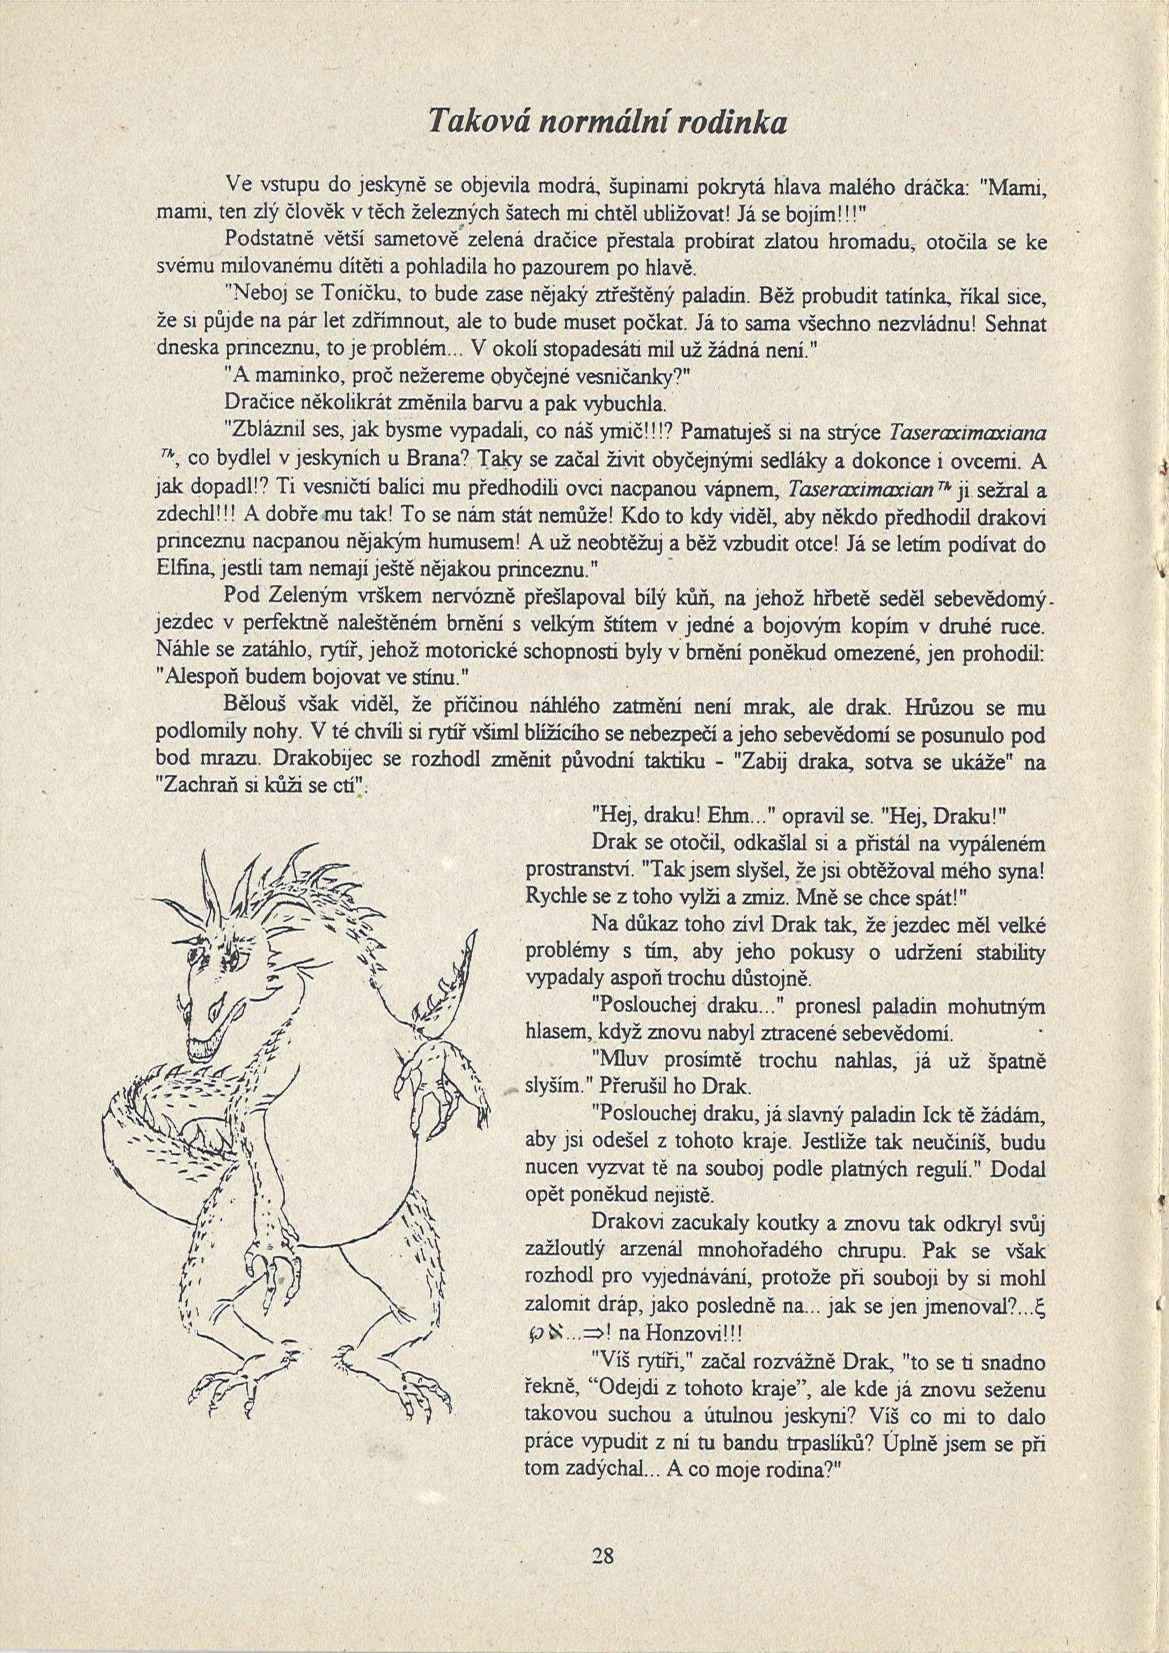 Taková normální rodinka
Ve vstupu do jeskyně se objevila modrá, šupinami pokrytá hlava malého dráčka: "Mami,
mami, ten zlý člověk v těch železných šatech mi chtěl ubližovat! Já se bojím!!!"
Podstatně větší sametově zelená dračice přestala probírat zlatou hromadu, otočila se ke
svému milovanému dítěti a pohladila ho pazourem po hlavě.
"Neboj se Toníčku, to bude zase nějaký ztřeštěný paladin. Běž probudit tatínka, říkal sice,
že si půjde na pár let zdřímnout, ale to bude muset počkat. Já to sama všechno nezvládnu! Sehnat
dneska princeznu, to je problém... V okolí stopadesáti mil už žádná není."
"A maminko, proč nežereme obyčejné vesničanky?"
Dračice několikrát změnila barvu a pak vybuchla.
"Zbláznil ses, jak bysme vypadali, co náš ymič!!!? Pamatuješ si na strýce Taseraximaxiana
™, co bydlel v jeskyních u Brana? Taky se začal živit obyčejnými sedláky a dokonce i ovcemi. A
jak dopadl!? Ti vesničtí balíci mu předhodili ovci nacpanou vápnem, Taseraximaxian™ ji sežral a
zdechl!!! A dobře mu tak! To se nám stát nemůže! Kdo to kdy viděl, aby někdo předhodil drakovi
princeznu nacpanou nějakým humusem! A už neobtěžuj a běž vzbudit otce! Já se letím podívat do
Elfina, jestli tam nemají ještě nějakou princeznu."
Pod Zeleným vrškem nervózně přešlapoval bílý kůň, na jehož hřbetě seděl sebevědomý
jezdec v perfektně naleštěném brnění s velkým štítem v jedné a bojovým kopím v druhé ruce.
Náhle se zatáhlo, rytíř, jehož motorické schopnosti byly v brnění poněkud omezené, jen prohodil:
"Alespoň budem bojovat ve stínu."
Bělouš však viděl, že příčinou náhlého zatmění není mrak, ale drak. Hrůzou se mu
podlomily nohy. V té chvíli si rytíř všiml blížícího se nebezpečí a jeho sebevědomí se posunulo pod
bod mrazu. Drakobijec se rozhodl změnit původní taktiku - "Zabij draka, sotva se ukáže" na
"Zachraň si kůži se ctí".
"Hej, draku! Ehm..." opravil se. "Hej, Draku!"
Drak se otočil, odkašlal si a přistál na vypáleném
prostranství. "Tak jsem slyšel, že jsi obtěžoval mého syna!
Rychle se z toho vylži a zmiz. Mně se chce spát!"
Na důkaz toho zívl Drak tak, že jezdec měl velké
problémy s tím, aby jeho pokusy o udržení stability
vypadaly aspoň trochu důstojně.
"Poslouchej draku..." pronesl paladin mohutným
hlasem, když znovu nabyl ztracené sebevědomí.
"Mluv prosímtě trochu nahlas, já už špatně
slyším." Přerušil ho Drak.
"Poslouchej draku, já slavný paladin Ick tě žádám,
aby jsi odešel z tohoto kraje. Jestliže tak neučiníš, budu
nucen vyzvat tě na souboj podle platných regulí." Dodal
opět poněkud nejistě.
Drakovi zacukaly koutky a znovu tak odkryl svůj
zažloutlý arzenál mnohořadého chrupu. Pak se však
rozhodl pro vyjednávání, protože při souboji by si mohl
zalomit dráp, jako posledně na... jak se jen jmenoval?...ξ
℘ℵ...⇒! na Honzovi!!!
"Víš rytíři," začal rozvážně Drak, "to se ti snadno
řekně, “Odejdi z tohoto kraje”, ale kde já znovu seženu
takovou suchou a útulnou jeskyni? Víš co mi to dalo
práce vypudit z ní tu bandu trpaslíků? Úplně jsem se při
tom zadýchal... A co moje rodina?"
28